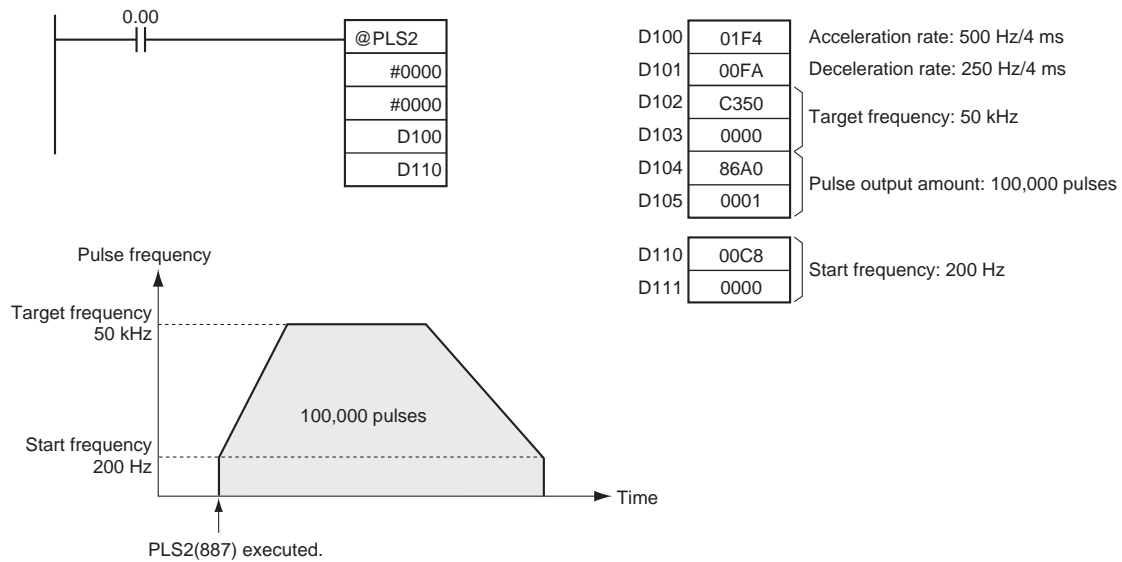 0.00
@PLS2
#0000
#0000
D100
D110
D100 01F4 Acceleration rate: 500 Hz/4 ms
D101 00FA Deceleration rate: 250 Hz/4 ms
D102 C350
Target frequency: 50 kHz
D103 0000
D104 86A0
Pulse output amount: 100,000 pulses
D105 0001
D110 00C8
Start frequency: 200 Hz
D111 0000
Pulse frequency
Target frequency
50 kHz
100,000 pulses
Start frequency
200 Hz
Time
PLS2(887) executed.